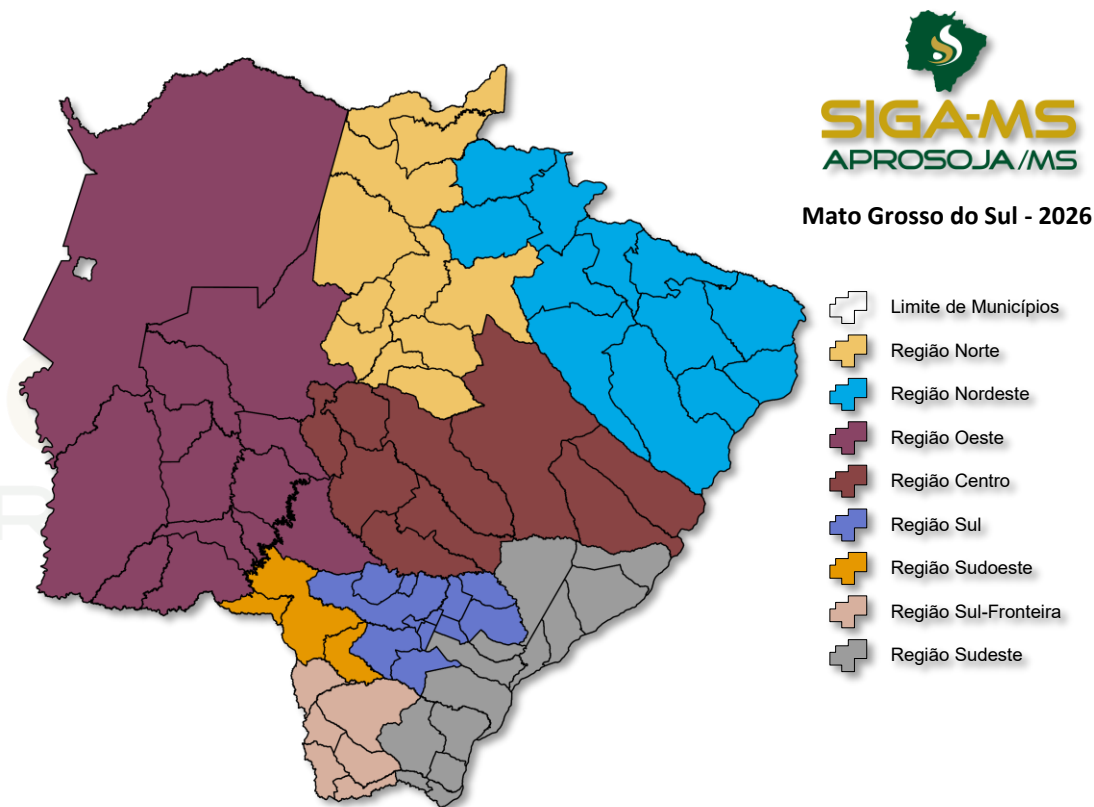 SIGA-MS
APROSOJA/MS
Mato Grosso do Sul - 2026
Limite de Municípios
Região Norte
Região Nordeste
Região Oeste
Região Centro
Região Sul
Região Sudoeste
Região Sul-Fronteira
Região Sudeste